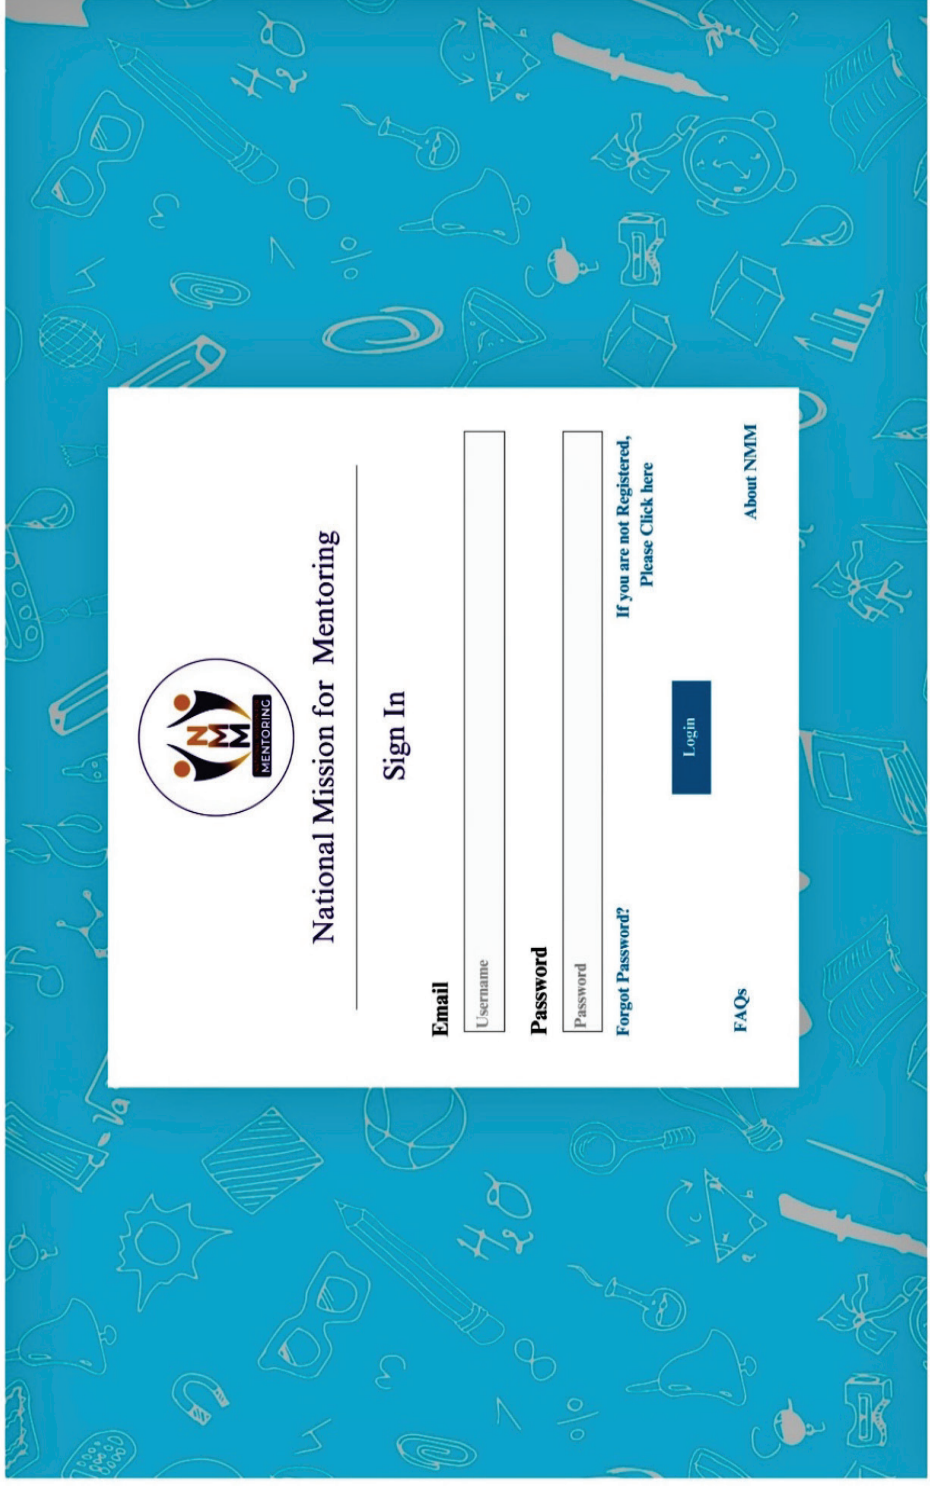 NMM
MENTORING
National Mission for Mentoring
Sign In
Email
Username
Password
Password
Forgot Password?
If you are not Registered,
Please Click here
Login
FAQs
About NMM